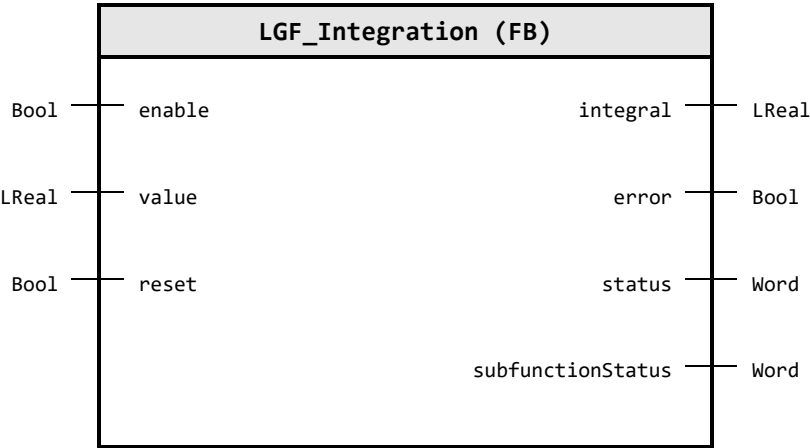 LGF_Integration (FB)
Bool enable integral LReal
LReal value error Bool
Bool reset status Word
subfunctionStatus Word